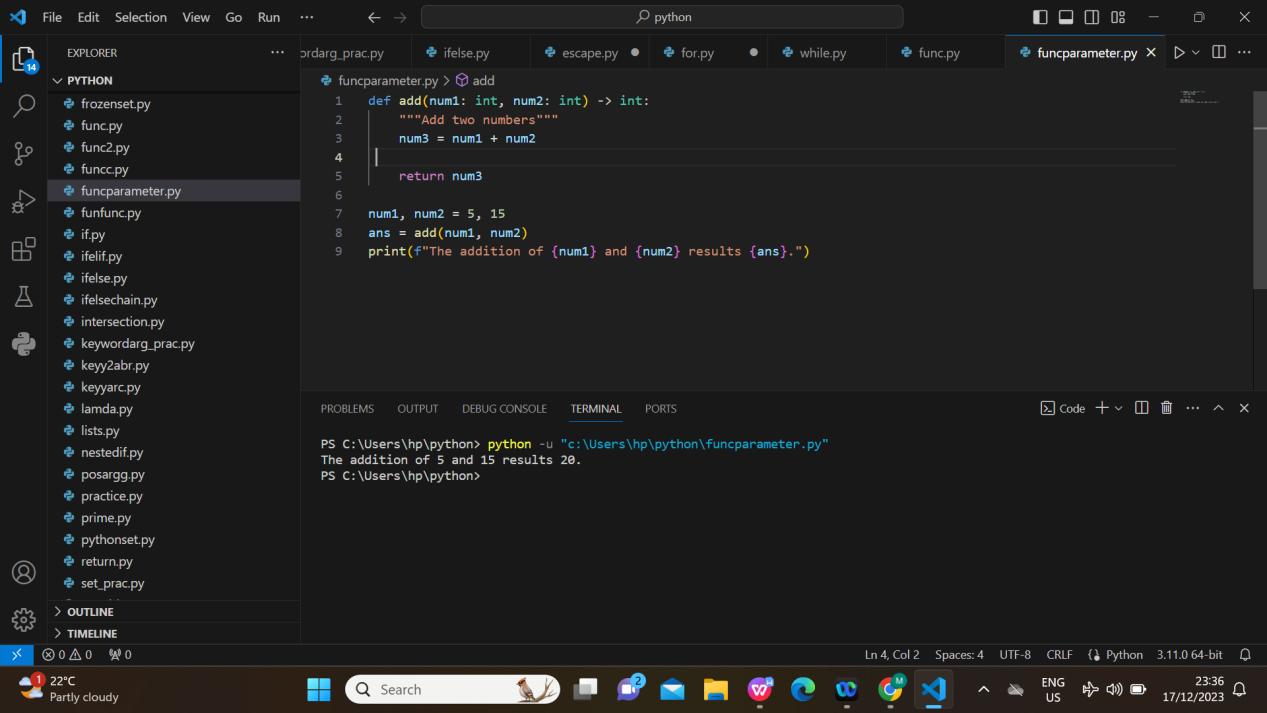 File Edit Selection View Go Run ···
python
EXPLORER ···
PYTHON
frozenset.py
func.py
func2.py
funcc.py
funcparameter.py
funfunc.py
if.py
ifelif.py
ifelse.py
ifelsechain.py
intersection.py
keywordarg_prac.py
keyy2abr.py
keyyarc.py
lamda.py
lists.py
nestedif.py
posargg.py
practice.py
prime.py
pythonset.py
return.py
set_prac.py
OUTLINE
TIMELINE
14
ordarg_prac.py ifelse.py escape.py for.py while.py func.py funcparameter.py
funcparameter.py > add
1 def add(num1: int, num2: int) -> int:
2 """Add two numbers"""
3 num3 = num1 + num2
4
5 return num3
6
7 num1, num2 = 5, 15
8 ans = add(num1, num2)
9 print(f"The addition of {num1} and {num2} results {ans}.")
PROBLEMS OUTPUT DEBUG CONSOLE TERMINAL PORTS Code
PS C:\Users\hp\python> python -u "c:\Users\hp\python\funcparameter.py"
The addition of 5 and 15 results 20.
PS C:\Users\hp\python>
0 0 0 Ln 4, Col 2 Spaces: 4 UTF-8 CRLF Python 3.11.0 64-bit
1 22°C
Partly cloudy
Search
2
W
M
ENG
US
23:36
17/12/2023